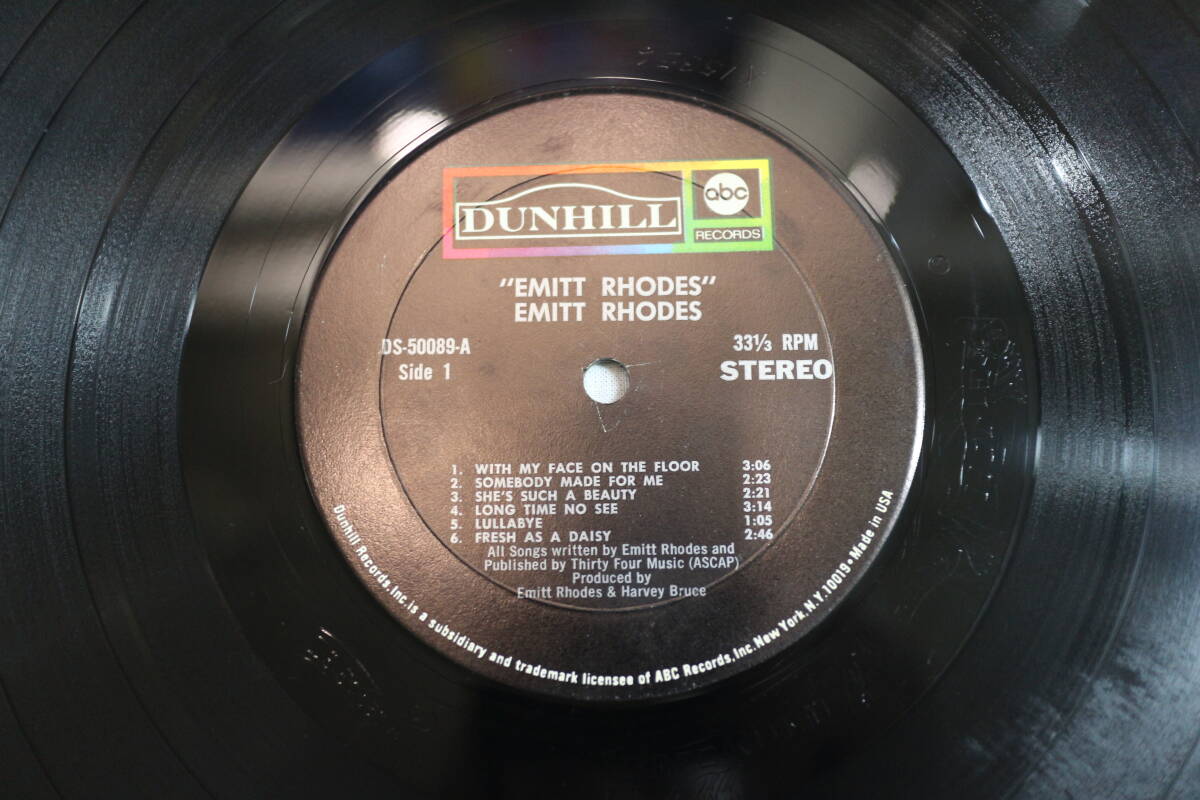 DUNHILL
abc
RECORDS
"EMITT RHODES"
EMITT RHODES
DS-50089-A
Side 1
33⅓ RPM
STEREO
1. WITH MY FACE ON THE FLOOR 3:06
2. SOMEBODY MADE FOR ME 2:23
3. SHE'S SUCH A BEAUTY 2:21
4. LONG TIME NO SEE 3:14
5. LULLABYE 1:05
6. FRESH AS A DAISY 2:46
All Songs written by Emitt Rhodes and
Published by Thirty Four Music (ASCAP)
Produced by
Emitt Rhodes & Harvey Bruce
Dunhill Records, Inc. is a subsidiary and trademark licensee of ABC Records, Inc. New York, N.Y. 10019 • Made in USA